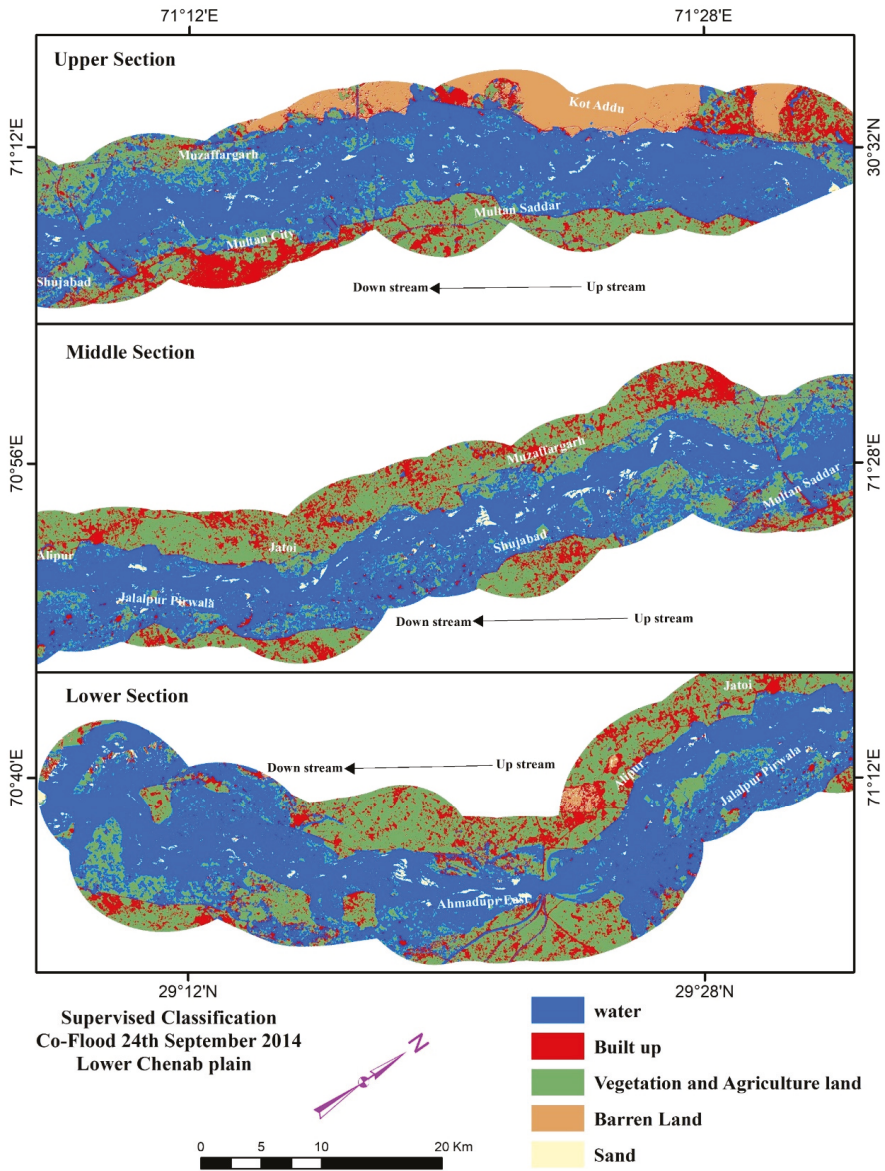 71°12'E 71°28'E
Upper Section
Kot Addu
71°12'E
30°32'N
Muzaffargarh
Multan Saddar
Multan City
Shujabad
Down stream Up stream
Middle Section
Muzaffargarh
70°56'E
71°28'E
Multan Saddar
Shujabad
Alipur
Jatoi
Jalalpur Pirwala
Down stream Up stream
Lower Section
Jatoi
Down stream Up stream
70°40'E
71°12'E
Alipur
Jalalpur Pirwala
Ahmadupr East
29°12'N 29°28'N
Supervised Classification
Co-Flood 24th September 2014
Lower Chenab plain
N
0 5 10 20 Km
water
Built up
Vegetation and Agriculture land
Barren Land
Sand